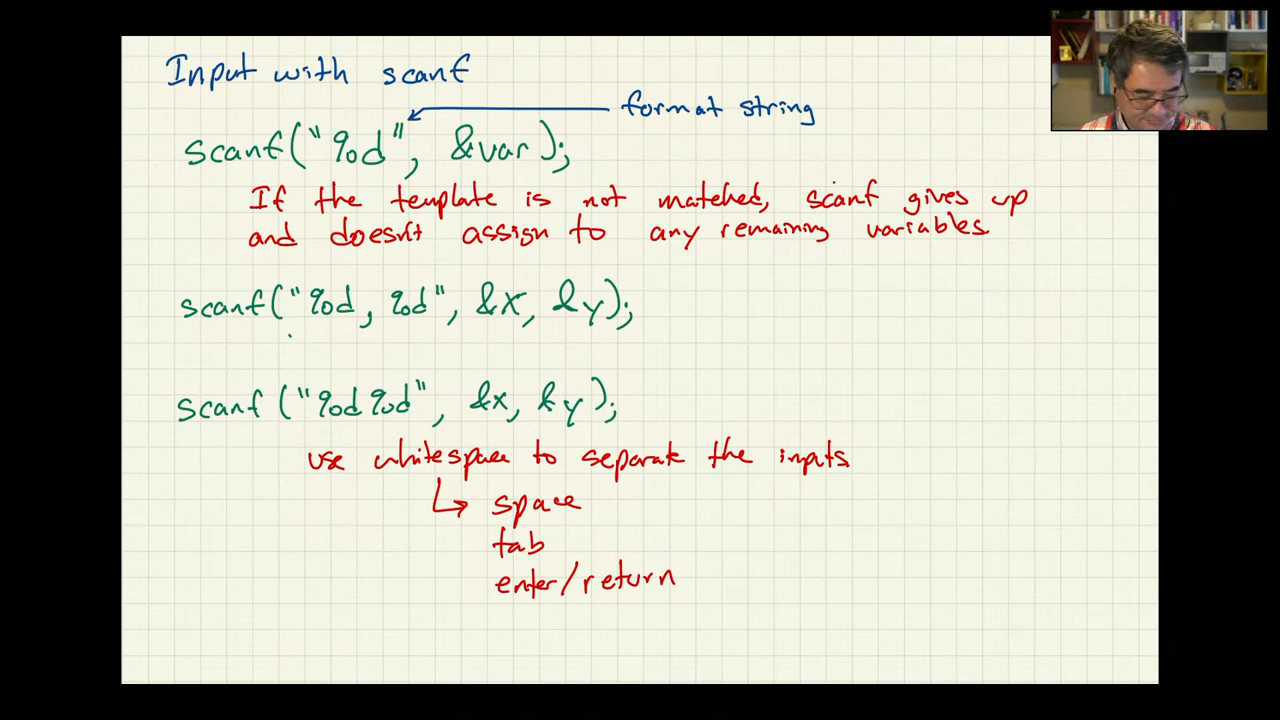 Input with scanf
format string
scanf("%d", &var);
If the template is not matched, scanf gives up
and doesn't assign to any remaining variables.
scanf("%d, %d", &x, &y);
scanf ("%d%d", &x, &y);
use whitespace to separate the inputs
↳ space
tab
enter/return